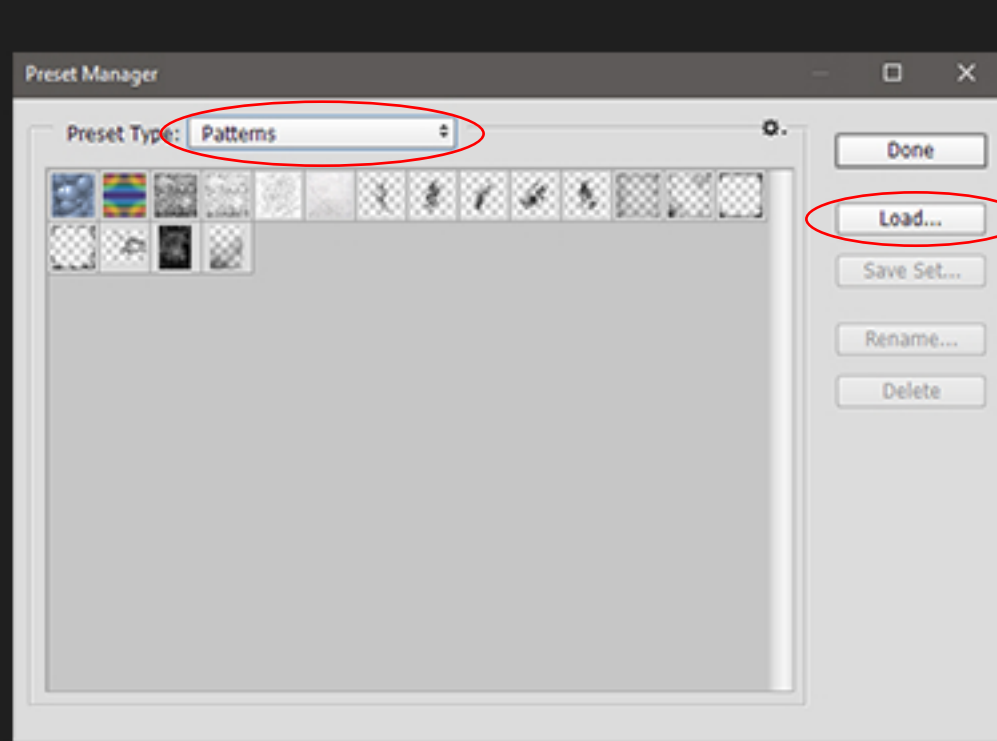 Preset Manager
Preset Type: Patterns
Done
Load...
Save Set...
Rename...
Delete